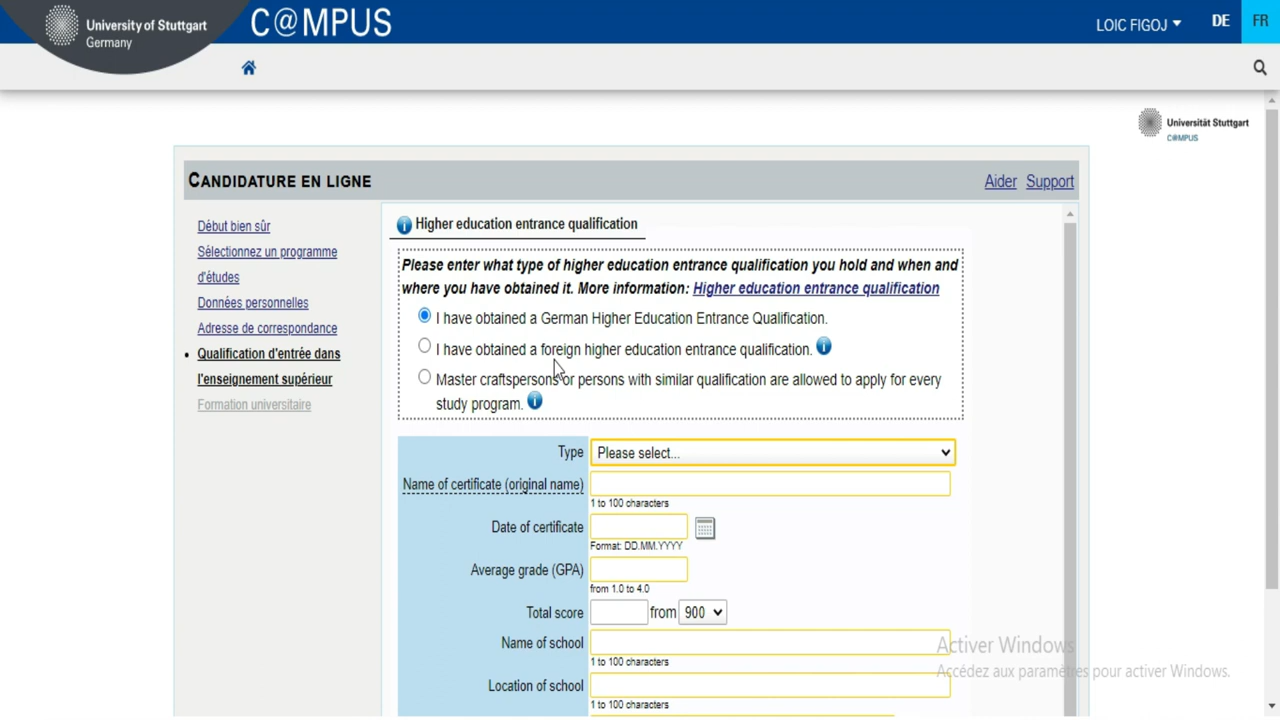 University of Stuttgart
Germany
C@MPUS
LOIC FIGOJ
DE
FR
Universität Stuttgart
C@MPUS
CANDIDATURE EN LIGNE
Aider Support
Début bien sûr
Sélectionnez un programme
d'études
Données personnelles
Adresse de correspondance
Qualification d'entrée dans
l'enseignement supérieur
Formation universitaire
Higher education entrance qualification
Please enter what type of higher education entrance qualification you hold and when and
where you have obtained it. More information: Higher education entrance qualification
I have obtained a German Higher Education Entrance Qualification.
I have obtained a foreign higher education entrance qualification.
Master craftspersons or persons with similar qualification are allowed to apply for every
study program.
Type Please select...
Name of certificate (original name)
1 to 100 characters
Date of certificate
Format: DD.MM.YYYY
Average grade (GPA)
from 1.0 to 4.0
Total score from 900
Name of school
1 to 100 characters
Location of school
1 to 100 characters
Activer Windows
Accédez aux paramètres pour activer Windows.